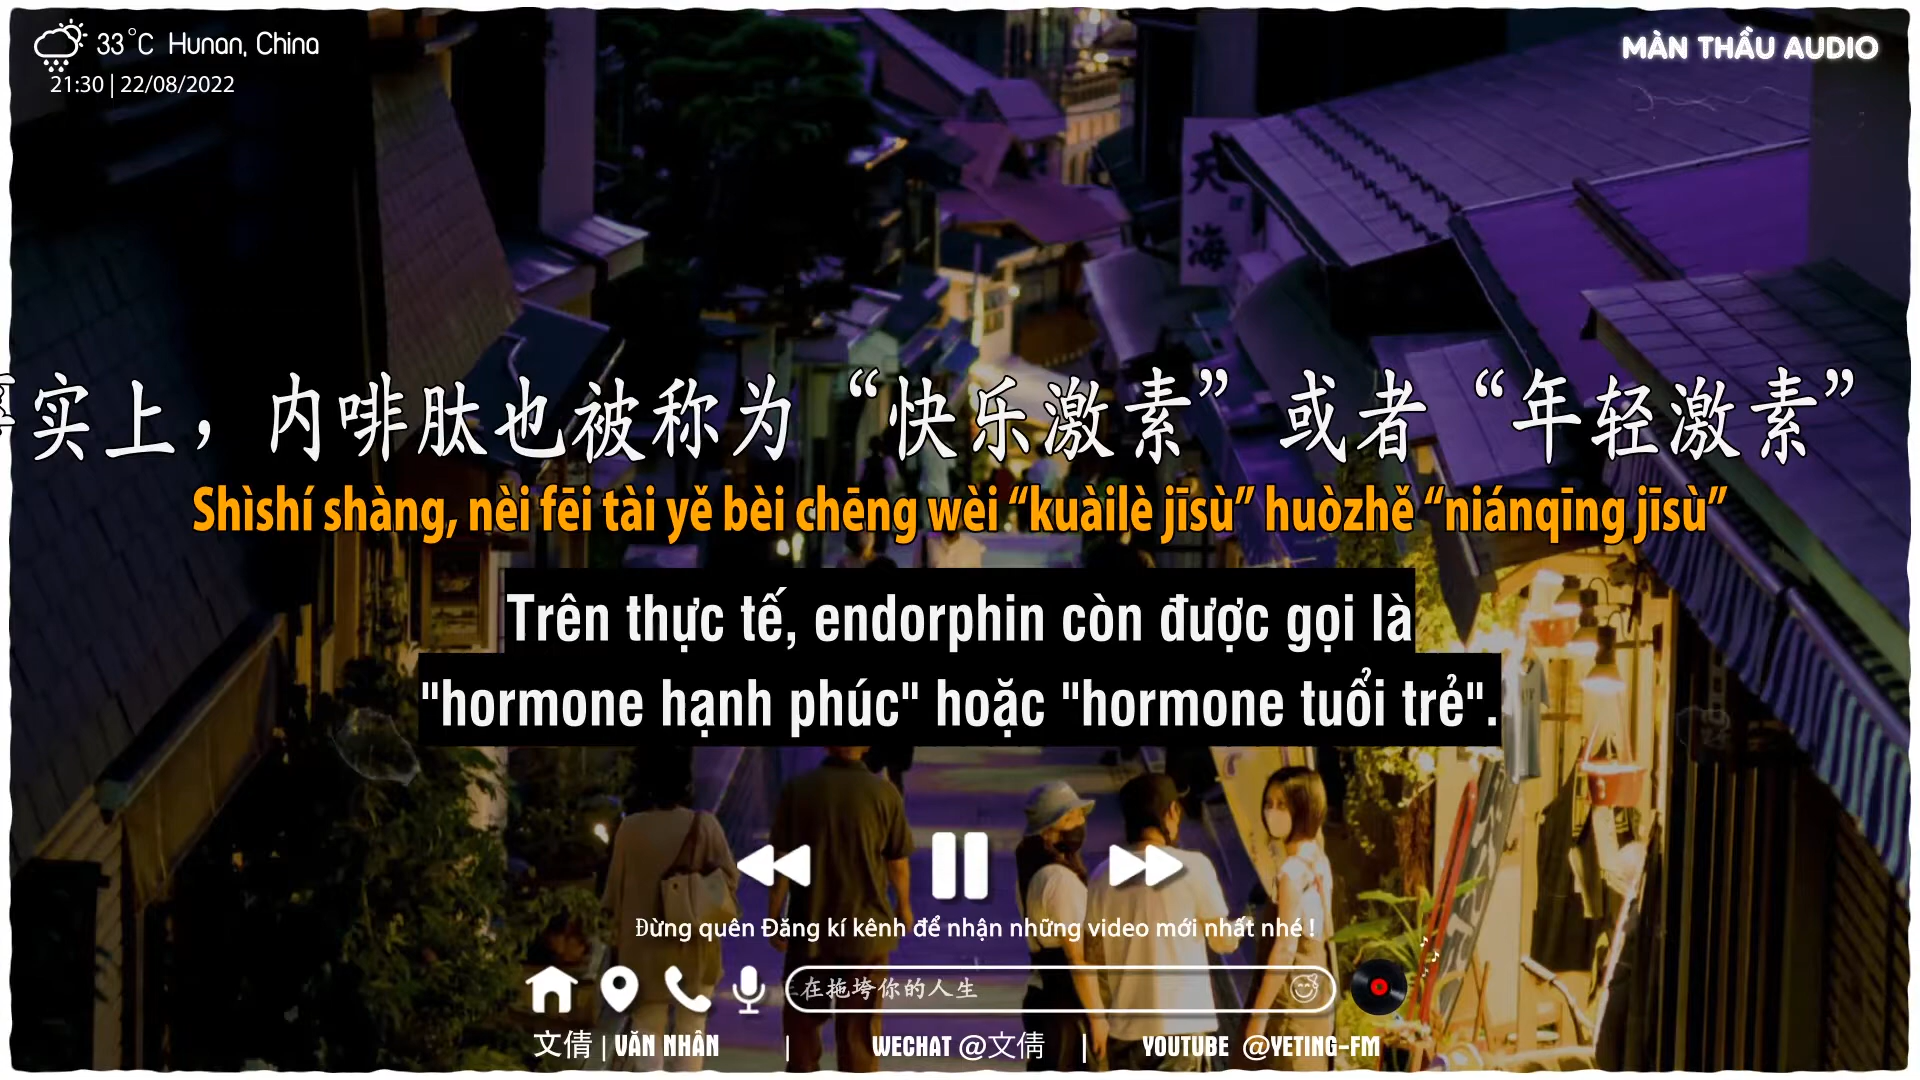 33°C Hunan, China
21:30 | 22/08/2022
MÀN THẦU AUDIO
天
海
实上，内啡肽也被称为“快乐激素”或者“年轻激素”
Shìshí shàng, nèi fēi tài yě bèi chēng wèi “kuàilè jīsù” huòzhě “niánqīng jīsù”
Trên thực tế, endorphin còn được gọi là
"hormone hạnh phúc" hoặc "hormone tuổi trẻ".
Đừng quên Đăng kí kênh để nhận những video mới nhất nhé !
在拖垮你的人生
文倩 | VĂN NHÂN | WECHAT @文倩 | YOUTUBE @YETING-FM